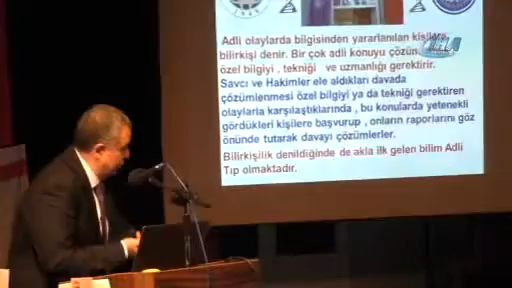 Adli olaylarda bilgisinden yararlanılan kişilere
bilirkişi denir. Bir çok adli konuyu çözüm
özel bilgiyi , tekniği ve uzmanlığı gerektirir.
Savcı ve Hakimler ele aldıkları davada
çözümlenmesi özel bilgiyi ya da tekniği gerektiren
olaylarla karşılaştıklarında , bu konularda yetenekli
gördükleri kişilere başvurup , onların raporlarını göz
önünde tutarak davayı çözümlerler.
Bilirkişilik denildiğinde de akla ilk gelen bilim Adli
Tıp olmaktadır.